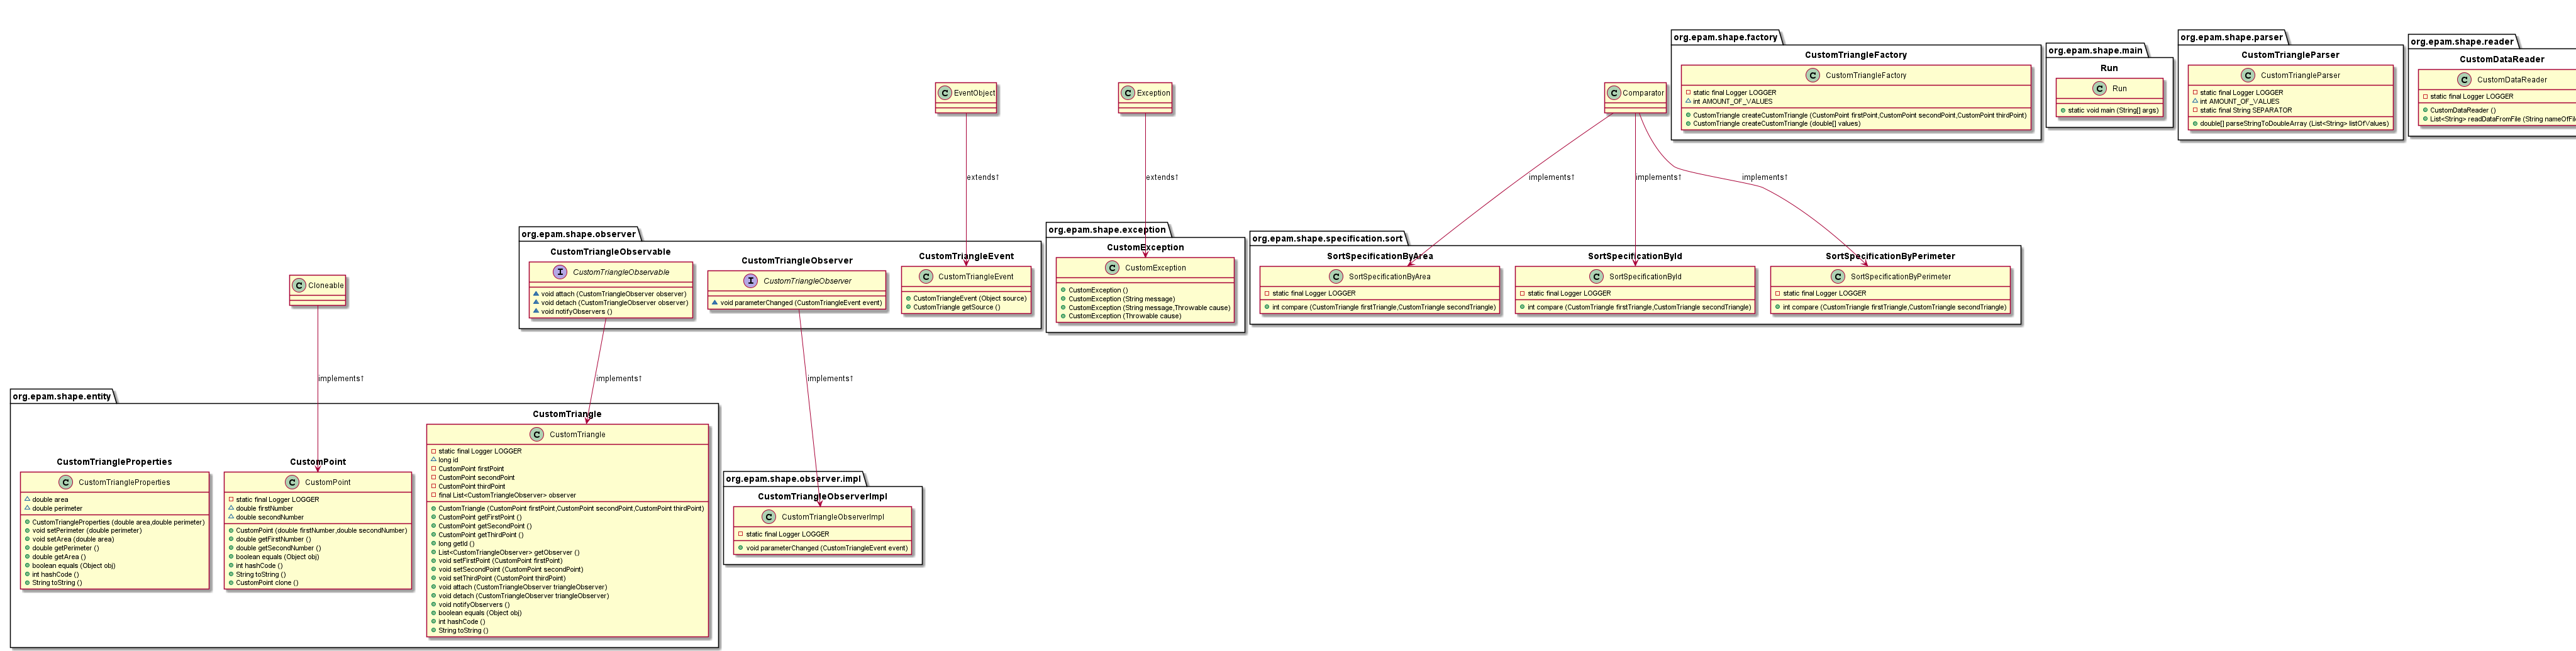 org.epam.shape.factory
CustomTriangleFactory
C CustomTriangleFactory
static final Logger LOGGER
int AMOUNT_OF_VALUES
CustomTriangle createCustomTriangle (CustomPoint firstPoint,CustomPoint secondPoint,CustomPoint thirdPoint)
CustomTriangle createCustomTriangle (double[] values)
org.epam.shape.main
Run
C Run
static void main (String[] args)
org.epam.shape.parser
CustomTriangleParser
C CustomTriangleParser
static final Logger LOGGER
int AMOUNT_OF_VALUES
static final String SEPARATOR
double[] parseStringToDoubleArray (List<String> listOfValues)
org.epam.shape.reader
CustomDataReader
C CustomDataReader
static final Logger LOGGER
CustomDataReader ()
List<String> readDataFromFile (String nameOfFil
C EventObject
C Exception
C Comparator
extends↑
extends↑
implements↑
implements↑
implements↑
org.epam.shape.observer
CustomTriangleObservable
I CustomTriangleObservable
void attach (CustomTriangleObserver observer)
void detach (CustomTriangleObserver observer)
void notifyObservers ()
CustomTriangleObserver
I CustomTriangleObserver
void parameterChanged (CustomTriangleEvent event)
CustomTriangleEvent
C CustomTriangleEvent
CustomTriangleEvent (Object source)
CustomTriangle getSource ()
org.epam.shape.exception
CustomException
C CustomException
CustomException ()
CustomException (String message)
CustomException (String message,Throwable cause)
CustomException (Throwable cause)
org.epam.shape.specification.sort
SortSpecificationByArea
C SortSpecificationByArea
static final Logger LOGGER
int compare (CustomTriangle firstTriangle,CustomTriangle secondTriangle)
SortSpecificationById
C SortSpecificationById
static final Logger LOGGER
int compare (CustomTriangle firstTriangle,CustomTriangle secondTriangle)
SortSpecificationByPerimeter
C SortSpecificationByPerimeter
static final Logger LOGGER
int compare (CustomTriangle firstTriangle,CustomTriangle secondTriangle)
C Cloneable
implements↑
implements↑
implements↑
org.epam.shape.entity
CustomTriangleProperties
C CustomTriangleProperties
double area
double perimeter
CustomTriangleProperties (double area,double perimeter)
void setPerimeter (double perimeter)
void setArea (double area)
double getPerimeter ()
double getArea ()
boolean equals (Object obj)
int hashCode ()
String toString ()
CustomPoint
C CustomPoint
static final Logger LOGGER
double firstNumber
double secondNumber
CustomPoint (double firstNumber,double secondNumber)
double getFirstNumber ()
double getSecondNumber ()
boolean equals (Object obj)
int hashCode ()
String toString ()
CustomPoint clone ()
CustomTriangle
C CustomTriangle
static final Logger LOGGER
long id
CustomPoint firstPoint
CustomPoint secondPoint
CustomPoint thirdPoint
final List<CustomTriangleObserver> observer
CustomTriangle (CustomPoint firstPoint,CustomPoint secondPoint,CustomPoint thirdPoint)
CustomPoint getFirstPoint ()
CustomPoint getSecondPoint ()
CustomPoint getThirdPoint ()
long getId ()
List<CustomTriangleObserver> getObserver ()
void setFirstPoint (CustomPoint firstPoint)
void setSecondPoint (CustomPoint secondPoint)
void setThirdPoint (CustomPoint thirdPoint)
void attach (CustomTriangleObserver triangleObserver)
void detach (CustomTriangleObserver triangleObserver)
void notifyObservers ()
boolean equals (Object obj)
int hashCode ()
String toString ()
org.epam.shape.observer.impl
CustomTriangleObserverImpl
C CustomTriangleObserverImpl
static final Logger LOGGER
void parameterChanged (CustomTriangleEvent event)